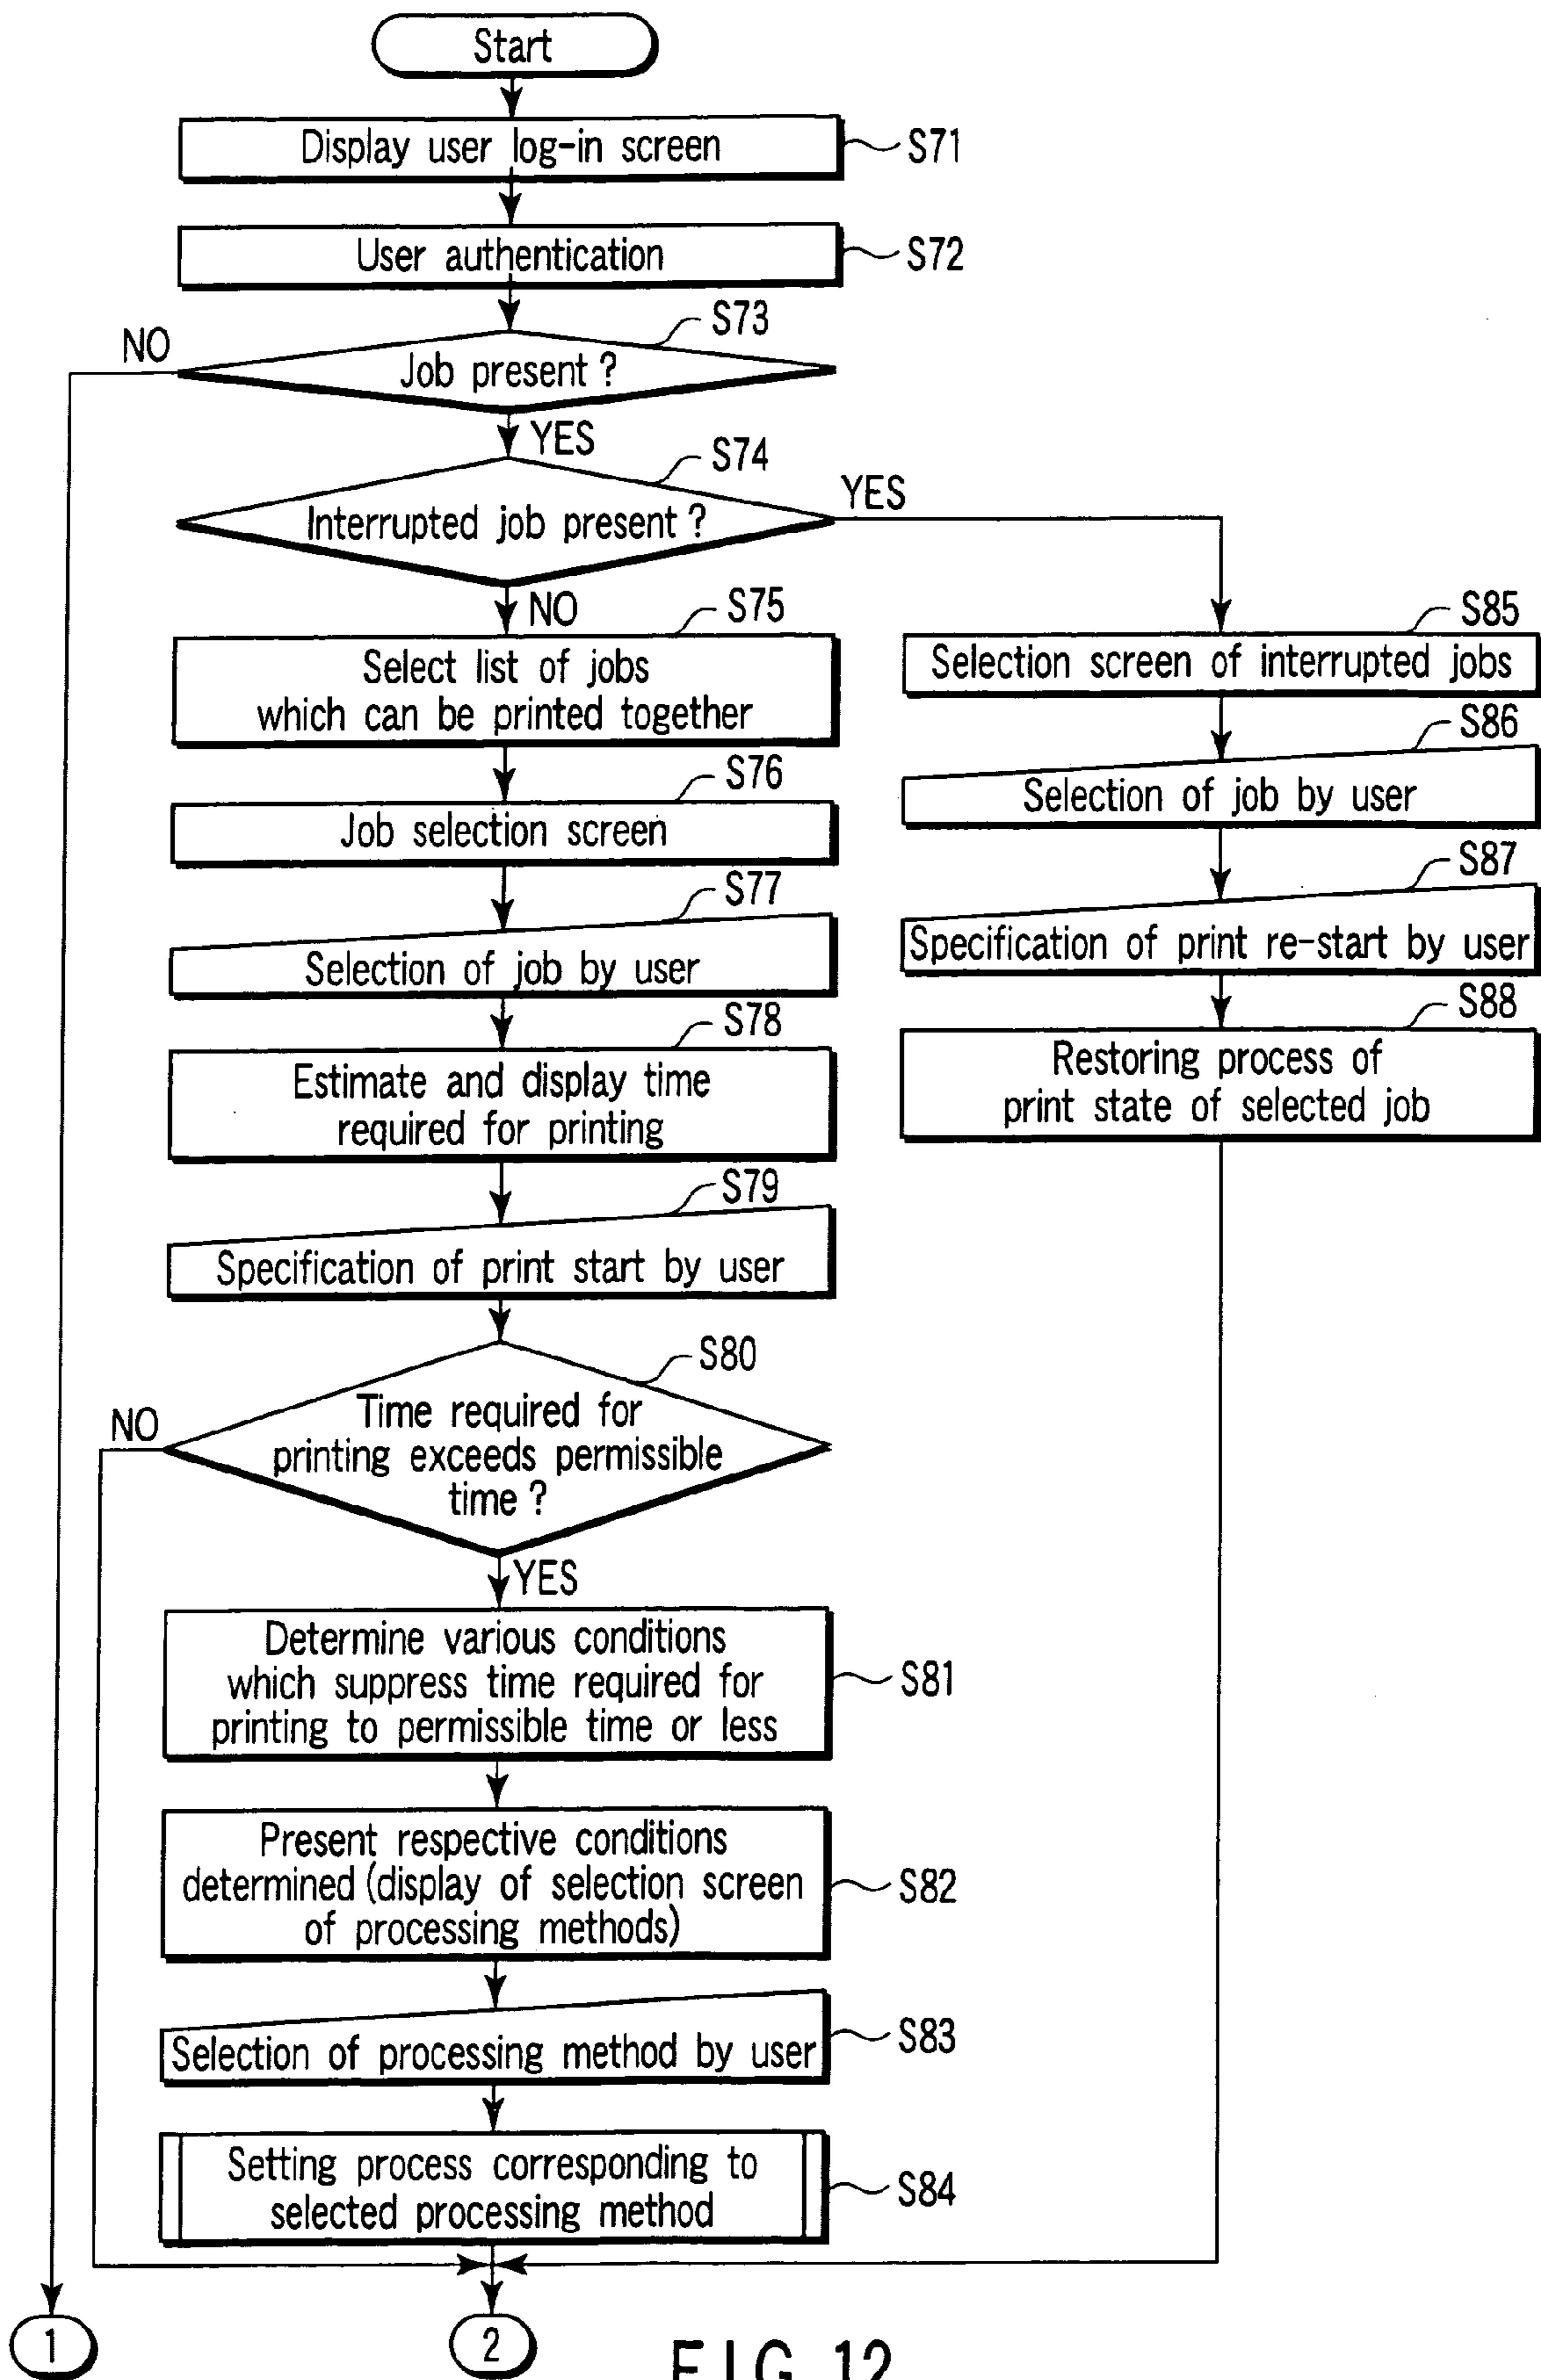 Start
Display user log-in screen
S71
User authentication
S72
S73
NO
Job present ?
YES
S74
Interrupted job present ?
YES
NO
S75
Select list of jobs
which can be printed together
S76
Job selection screen
S77
Selection of job by user
S78
Estimate and display time
required for printing
S79
Specification of print start by user
S80
NO
Time required for
printing exceeds permissible
time ?
YES
Determine various conditions
which suppress time required for
printing to permissible time or less
S81
Present respective conditions
determined (display of selection screen
of processing methods)
S82
Selection of processing method by user
S83
Setting process corresponding to
selected processing method
S84
S85
Selection screen of interrupted jobs
S86
Selection of job by user
S87
Specification of print re-start by user
S88
Restoring process of
print state of selected job
1
2
FIG. 12